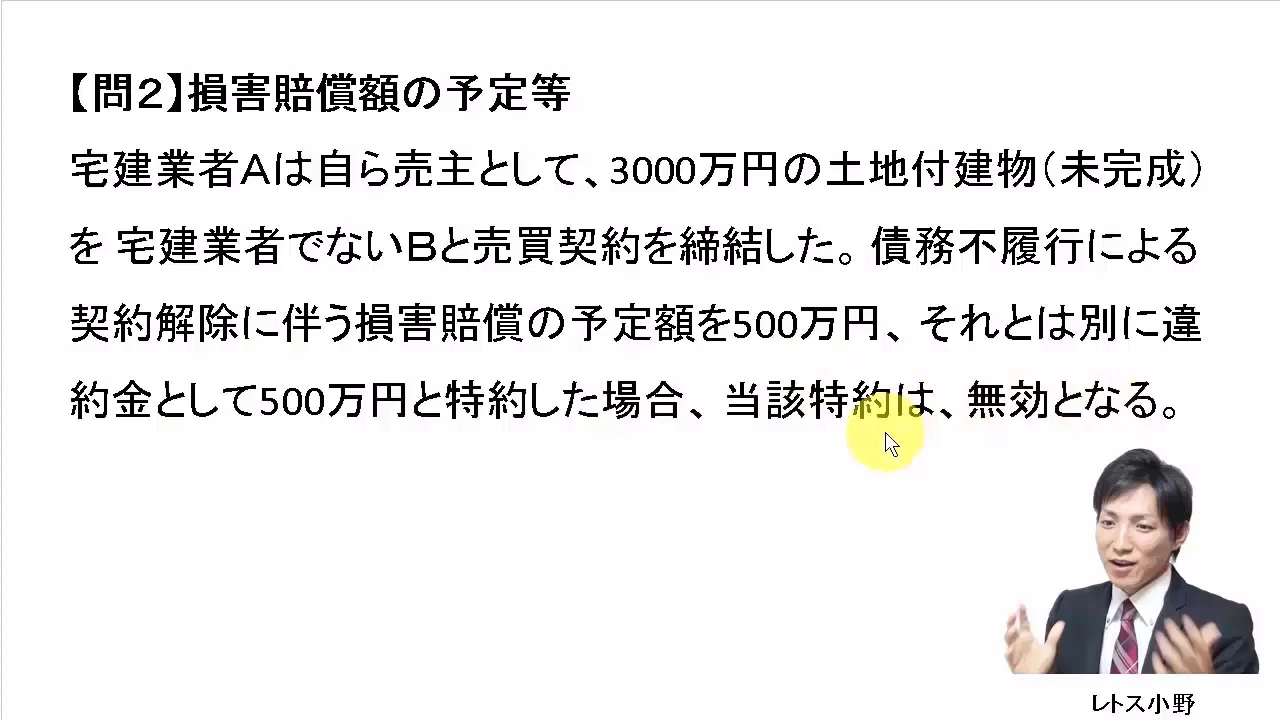 【問２】損害賠償額の予定等
宅建業者Ａは自ら売主として、3000万円の土地付建物（未完成）
を 宅建業者でないＢと売買契約を締結した。債務不履行による
契約解除に伴う損害賠償の予定額を500万円、それとは別に違
約金として500万円と特約した場合、当該特約は、無効となる。
レトス小野